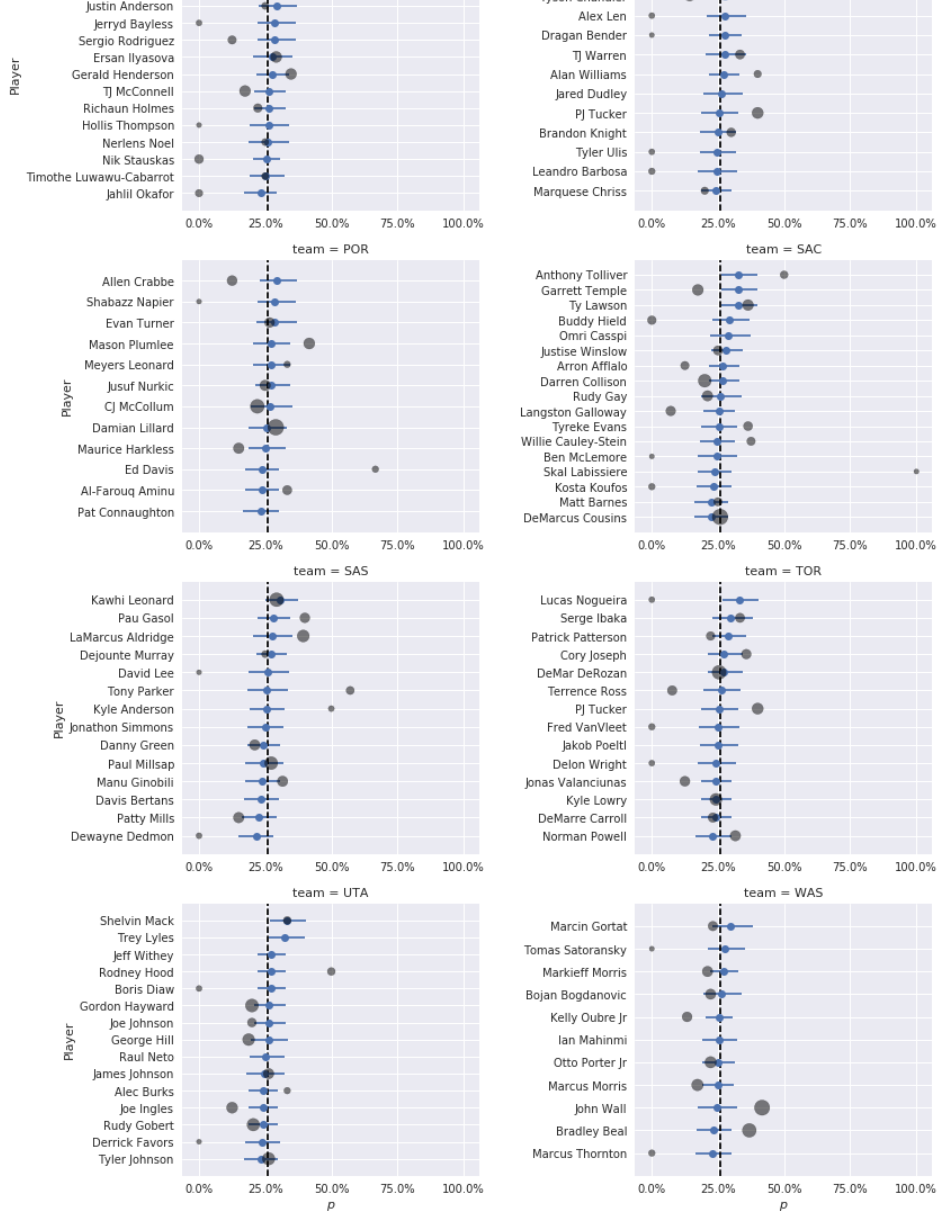 Justin Anderson
Jerryd Bayless
Sergio Rodriguez
Ersan Ilyasova
Gerald Henderson
TJ McConnell
Richaun Holmes
Hollis Thompson
Nerlens Noel
Nik Stauskas
Timothe Luwawu-Cabarrot
Jahlil Okafor
Player
0.0% 25.0% 50.0% 75.0% 100.0%
Alex Len
Dragan Bender
TJ Warren
Alan Williams
Jared Dudley
PJ Tucker
Brandon Knight
Tyler Ulis
Leandro Barbosa
Marquese Chriss
0.0% 25.0% 50.0% 75.0% 100.0%
team = POR
Allen Crabbe
Shabazz Napier
Evan Turner
Mason Plumlee
Meyers Leonard
Jusuf Nurkic
CJ McCollum
Damian Lillard
Maurice Harkless
Ed Davis
Al-Farouq Aminu
Pat Connaughton
Player
0.0% 25.0% 50.0% 75.0% 100.0%
team = SAC
Anthony Tolliver
Garrett Temple
Ty Lawson
Buddy Hield
Omri Casspi
Justise Winslow
Arron Afflalo
Darren Collison
Rudy Gay
Langston Galloway
Tyreke Evans
Willie Cauley-Stein
Ben McLemore
Skal Labissiere
Kosta Koufos
Matt Barnes
DeMarcus Cousins
0.0% 25.0% 50.0% 75.0% 100.0%
team = SAS
Kawhi Leonard
Pau Gasol
LaMarcus Aldridge
Dejounte Murray
David Lee
Tony Parker
Kyle Anderson
Jonathon Simmons
Danny Green
Paul Millsap
Manu Ginobili
Davis Bertans
Patty Mills
Dewayne Dedmon
Player
0.0% 25.0% 50.0% 75.0% 100.0%
team = TOR
Lucas Nogueira
Serge Ibaka
Patrick Patterson
Cory Joseph
DeMar DeRozan
Terrence Ross
PJ Tucker
Fred VanVleet
Jakob Poeltl
Delon Wright
Jonas Valanciunas
Kyle Lowry
DeMarre Carroll
Norman Powell
0.0% 25.0% 50.0% 75.0% 100.0%
team = UTA
Shelvin Mack
Trey Lyles
Jeff Withey
Rodney Hood
Boris Diaw
Gordon Hayward
Joe Johnson
George Hill
Raul Neto
James Johnson
Alec Burks
Joe Ingles
Rudy Gobert
Derrick Favors
Tyler Johnson
Player
0.0% 25.0% 50.0% 75.0% 100.0%
p
team = WAS
Marcin Gortat
Tomas Satoransky
Markieff Morris
Bojan Bogdanovic
Kelly Oubre Jr
Ian Mahinmi
Otto Porter Jr
Marcus Morris
John Wall
Bradley Beal
Marcus Thornton
0.0% 25.0% 50.0% 75.0% 100.0%
p